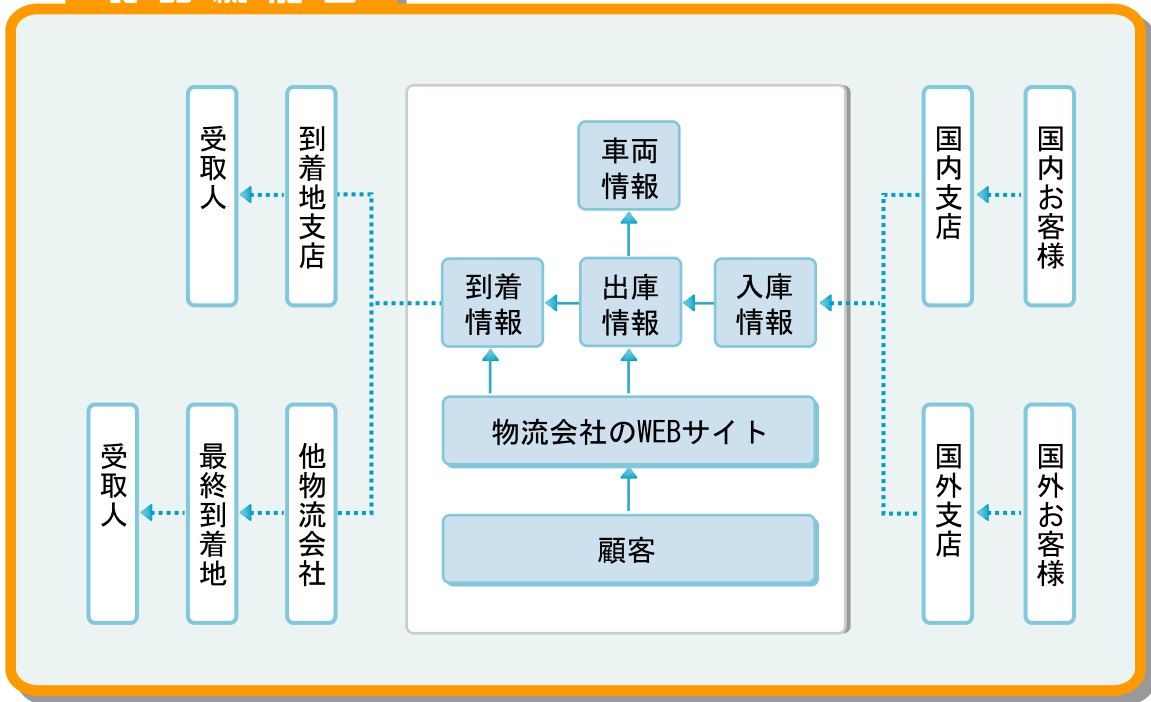 受取人
到着地支店
車両
情報
国内支店
国内お客様
到着
情報
出庫
情報
入庫
情報
物流会社のWEBサイト
受取人
最終到着地
他物流会社
顧客
国外支店
国外お客様